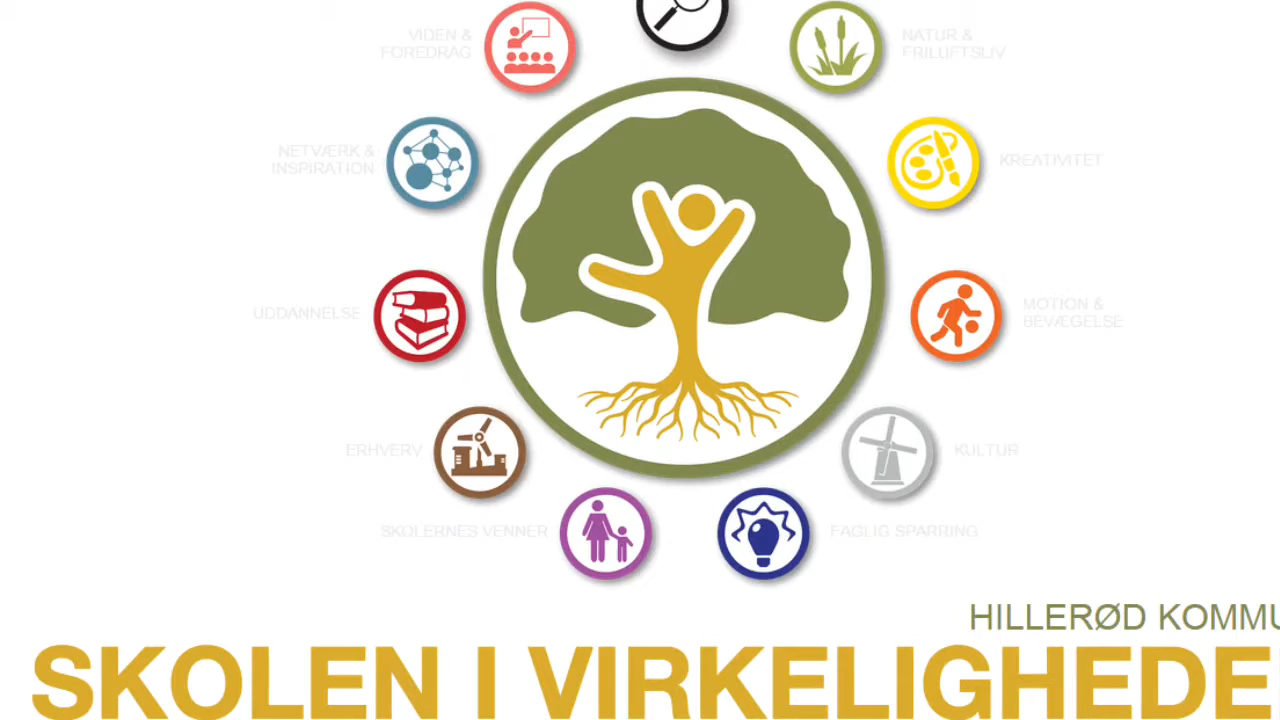 VIDEN &
FOREDRAG
NATUR &
FRILUFTSLIV
NETVÆRK &
INSPIRATION
KREATIVITET
UDDANNELSE
MOTION &
BEVÆGELSE
ERHVERV
KULTUR
SKOLERNES VENNER
FAGLIG SPARRING
HILLERØD KOMMU
SKOLEN I VIRKELIGHEDE